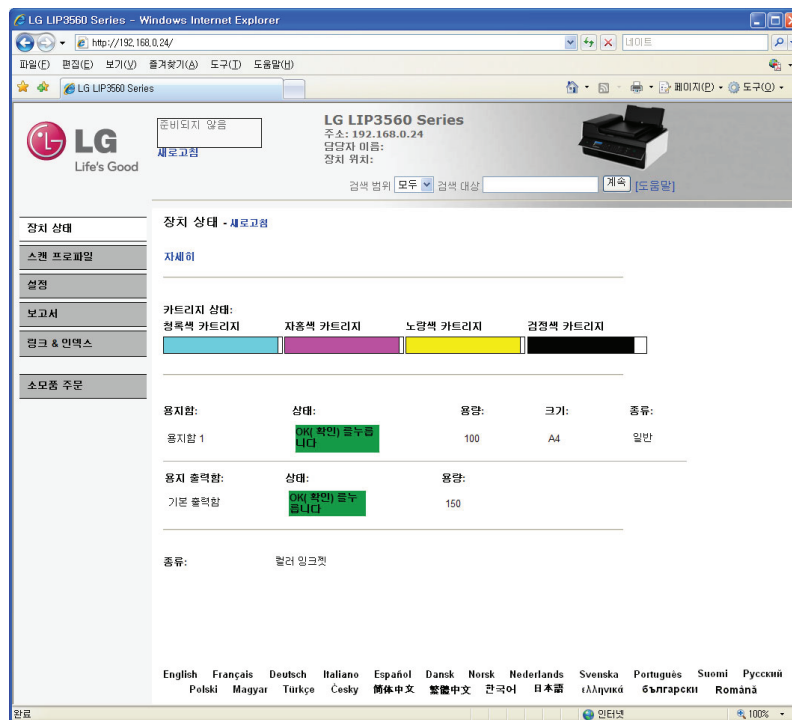 LG LIP3560 Series - Windows Internet Explorer
http://192.168.0.24/
네이트
파일(F) 편집(E) 보기(V) 즐겨찾기(A) 도구(T) 도움말(H)
LG LIP3560 Series
페이지(P) 도구(O)
LG
Life's Good
준비되지 않음
새로고침
LG LIP3560 Series
주소: 192.168.0.24
담당자 이름:
장치 위치:
검색 범위 모두 검색 대상 계속 [도움말]
장치 상태
스캔 프로파일
설정
보고서
링크 & 인덱스
소모품 주문
장치 상태 - 새로고침
자세히
카트리지 상태:
청록색 카트리지 자홍색 카트리지 노랑색 카트리지 검정색 카트리지
용지함: 상태: 용량: 크기: 종류:
용지함 1 OK( 확인) 를누릅니다 100 A4 일반
용지 출력함: 상태: 용량:
기본 출력함 OK( 확인) 를누릅니다 150
종류: 컬러 잉크젯
English Français Deutsch Italiano Español Dansk Norsk Nederlands Svenska Português Suomi Русский
Polski Magyar Türkçe Česky 简体中文 繁體中文 한국어 日本語 ελληνικά български Română
완료 인터넷 100%